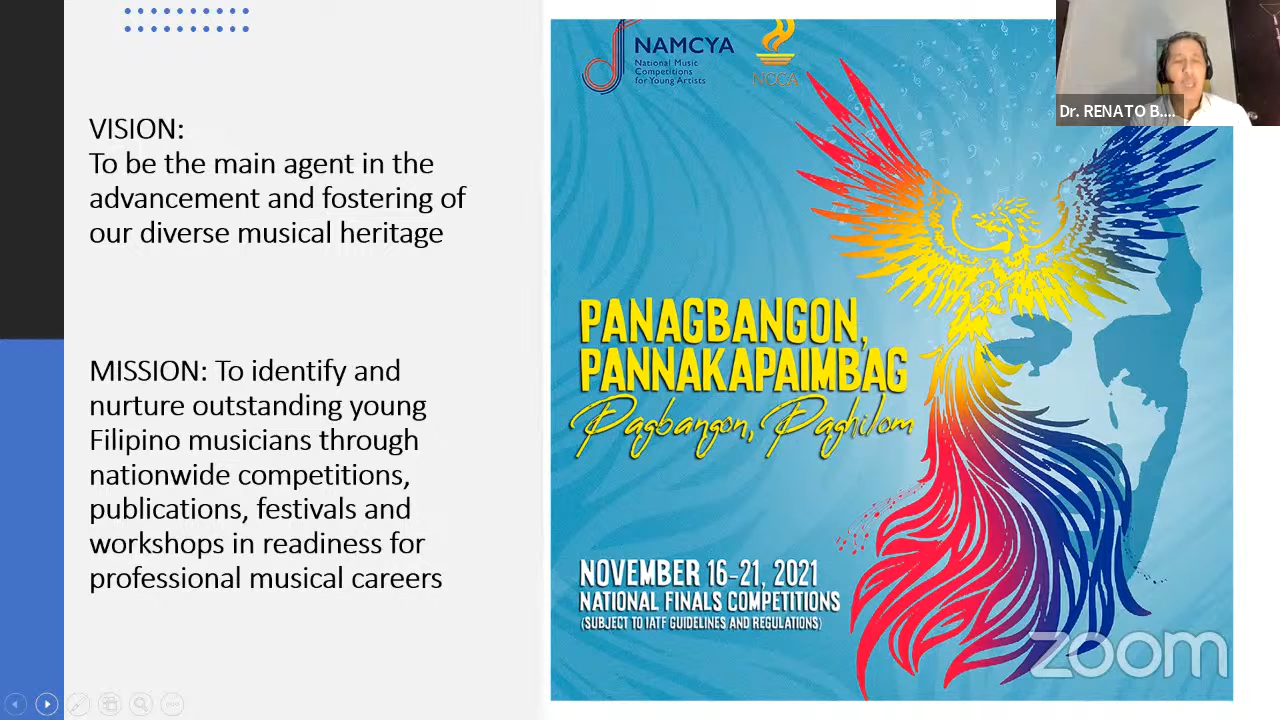 VISION:
To be the main agent in the
advancement and fostering of
our diverse musical heritage
MISSION: To identify and
nurture outstanding young
Filipino musicians through
nationwide competitions,
publications, festivals and
workshops in readiness for
professional musical careers
NAMCYA
National Music
Competitions
for Young Artists
NCCA
PANAGBANGON,
PANNAKAPAIMBAG
Pagbangon, Paghilom
NOVEMBER 16-21, 2021
NATIONAL FINALS COMPETITIONS
(SUBJECT TO IATF GUIDELINES AND REGULATIONS)
Dr. RENATO B....
zoom